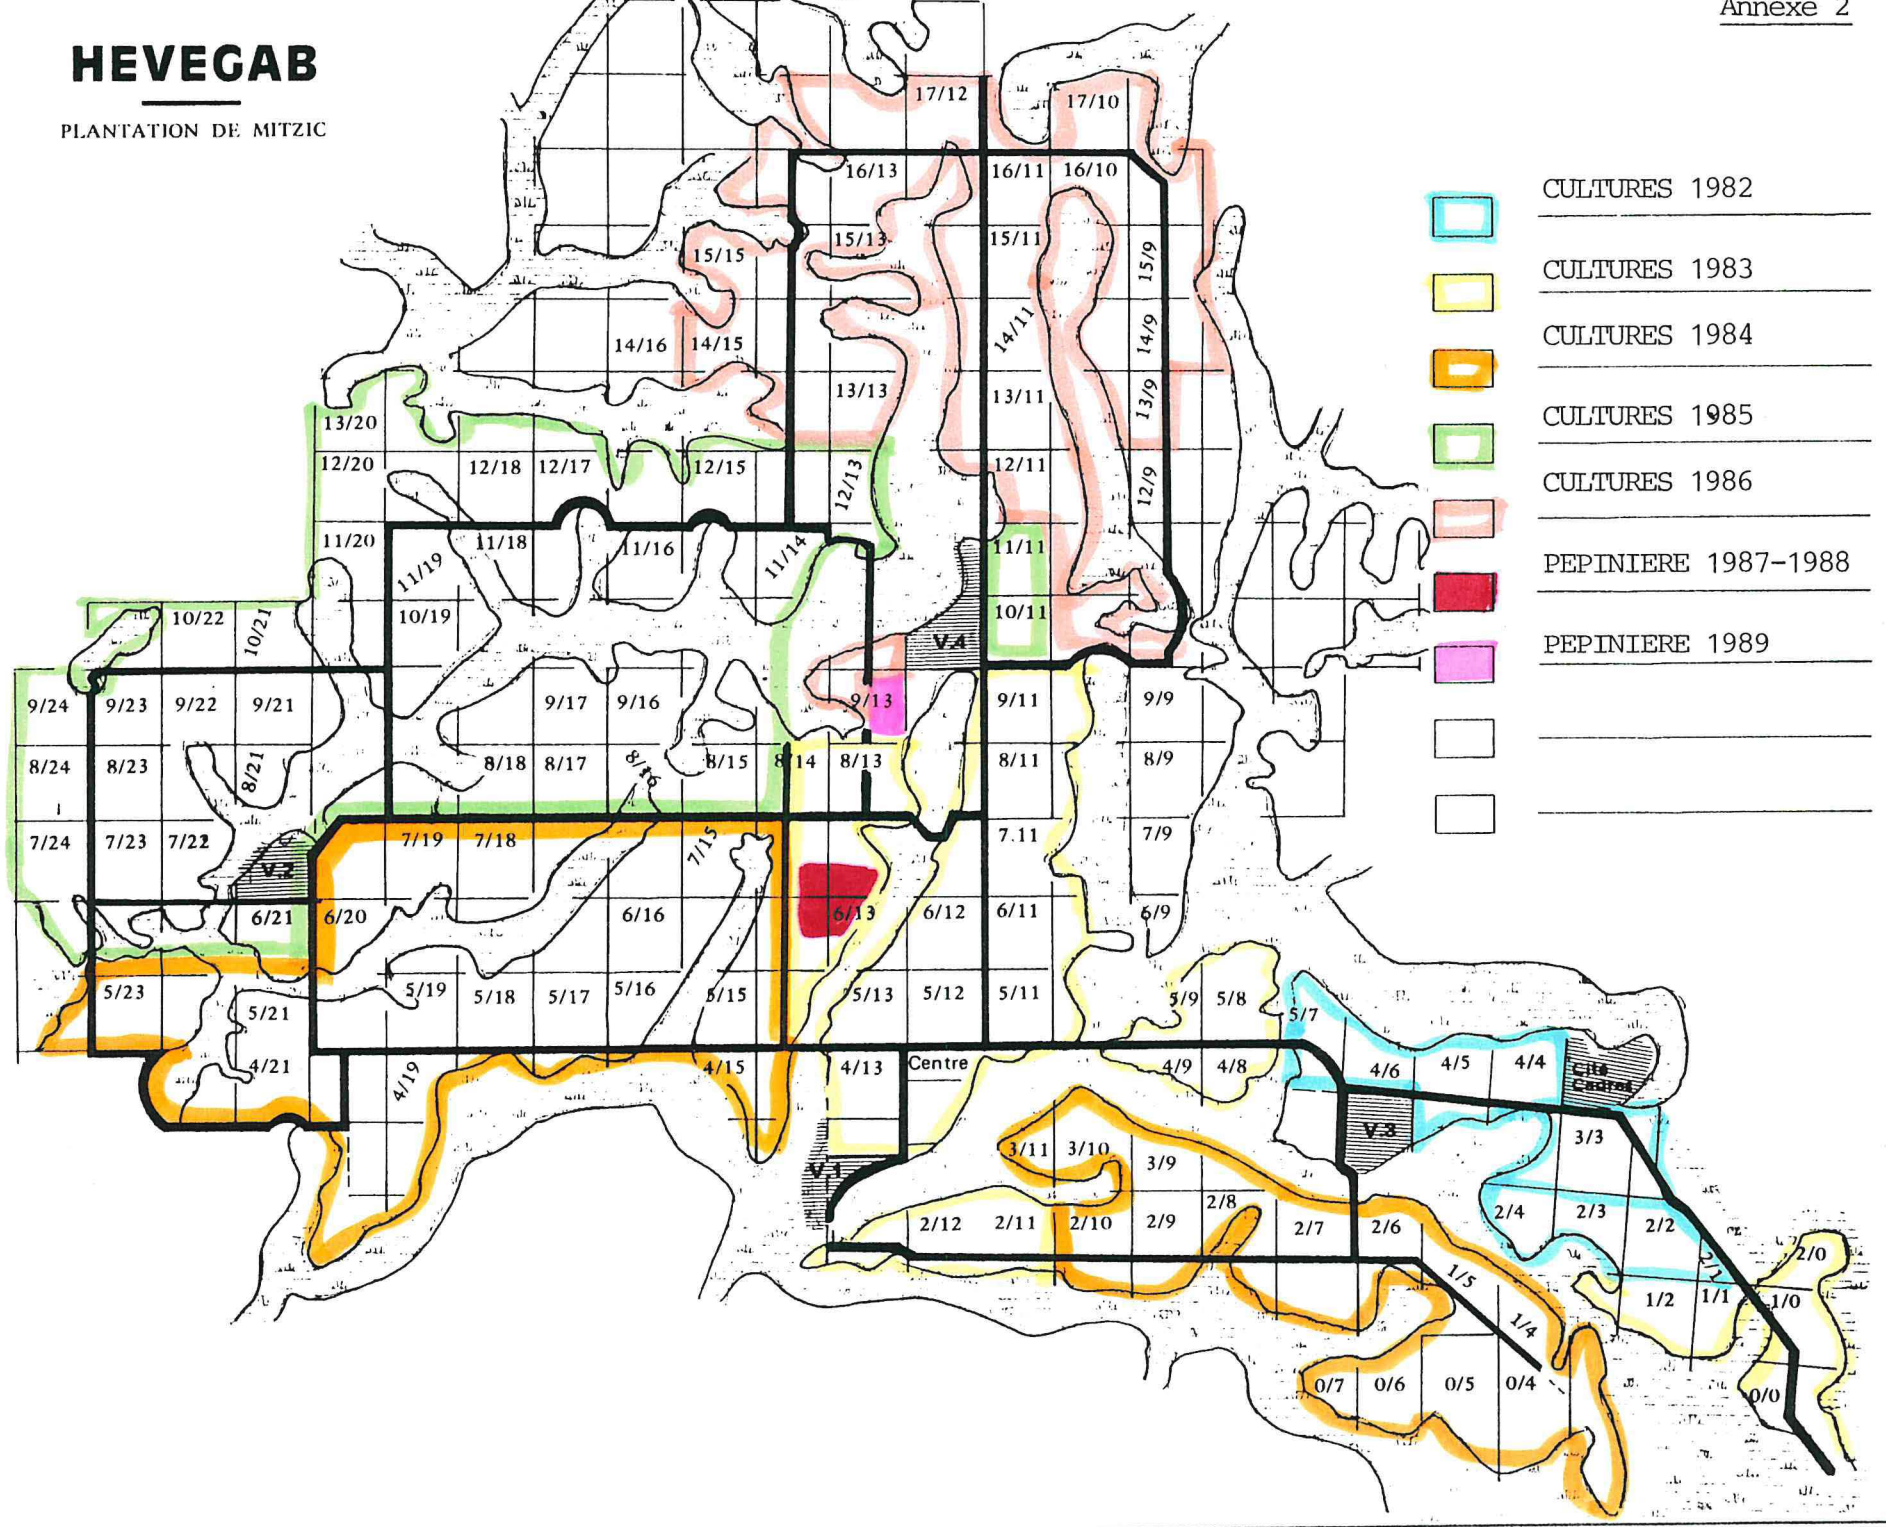 Annexe 2
HEVEGAB
PLANTATION DE MITZIC
CULTURES 1982
CULTURES 1983
CULTURES 1984
CULTURES 1985
CULTURES 1986
PEPINIERE 1987-1988
PEPINIERE 1989
17/12 17/10
16/13 16/11 16/10
15/15 15/13 15/11 15/9
14/16 14/15 14/11 14/9
13/20 13/13 13/11 13/9
12/20 12/18 12/17 12/15 12/13 12/11 12/9
11/20 11/19 11/18 11/16 11/14 11/11
10/22 10/21 10/19 10/11
V.4
9/24 9/23 9/22 9/21 9/17 9/16 9/13 9/11 9/9
8/24 8/23 8/21 8/18 8/17 8/16 8/15 8/14 8/13 8/11 8/9
7/24 7/23 7/22 7/19 7/18 7/15 7.11 7/9
V.2
6/21 6/20 6/16 6/13 6/12 6/11 6/9
5/23 5/21 5/19 5/18 5/17 5/16 5/15 5/13 5/12 5/11 5/9 5/8 5/7
4/21 4/19 4/15 4/13 Centre 4/9 4/8 4/6 4/5 4/4 Cité Cadres
V.1 3/11 3/10 3/9 V.3 3/3
2/12 2/11 2/10 2/9 2/8 2/7 2/6 2/4 2/3 2/2 2/1 2/0
1/5 1/4 1/2 1/1 1/0
0/7 0/6 0/5 0/4 0/0